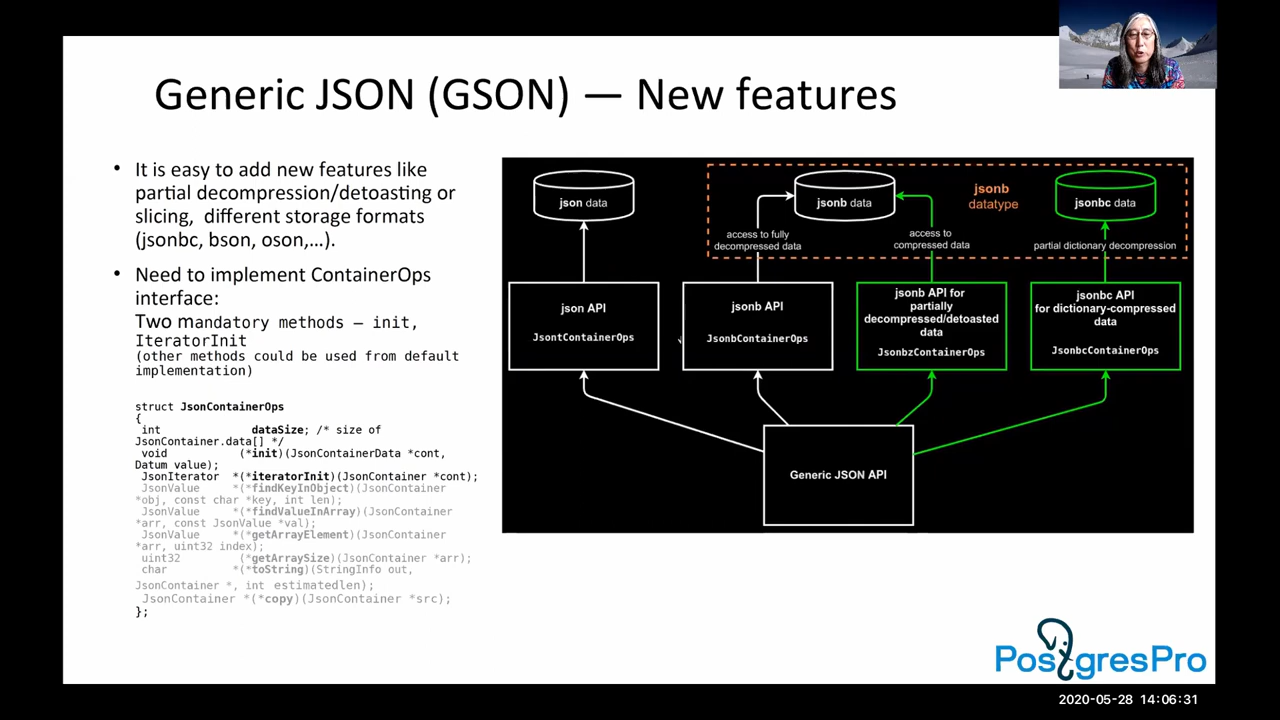 Generic JSON (GSON) — New features
• It is easy to add new features like
partial decompression/detoasting or
slicing, different storage formats
(jsonbc, bson, oson,...).
• Need to implement ContainerOps
interface:
Two mandatory methods – init,
IteratorInit
(other methods could be used from default
implementation)
struct JsonContainerOps
{
int dataSize; /* size of
JsonContainer.data[] */
void (*init)(JsonContainerData *cont,
Datum value);
JsonIterator *(*iteratorInit)(JsonContainer *cont);
JsonValue *(*findKeyInObject)(JsonContainer
*obj, const char *key, int len);
JsonValue *(*findValueInArray)(JsonContainer
*arr, const JsonValue *val);
JsonValue *(*getArrayElement)(JsonContainer
*arr, uint32 index);
uint32 (*getArraySize)(JsonContainer *arr);
char *(*toString)(StringInfo out,
JsonContainer *, int estimatedlen);
JsonContainer *(*copy)(JsonContainer *src);
};
json data
jsonb data
jsonb
datatype
jsonbc data
access to fully
decompressed data
access to
compressed data
partial dictionary decompression
json API
JsontContainerOps
jsonb API
JsonbContainerOps
jsonb API for
partially
decompressed/detoasted
data
JsonbzContainerOps
jsonbc API
for dictionary-compressed
data
JsonbcContainerOps
Generic JSON API
PostgresPro
2020-05-28 14:06:31